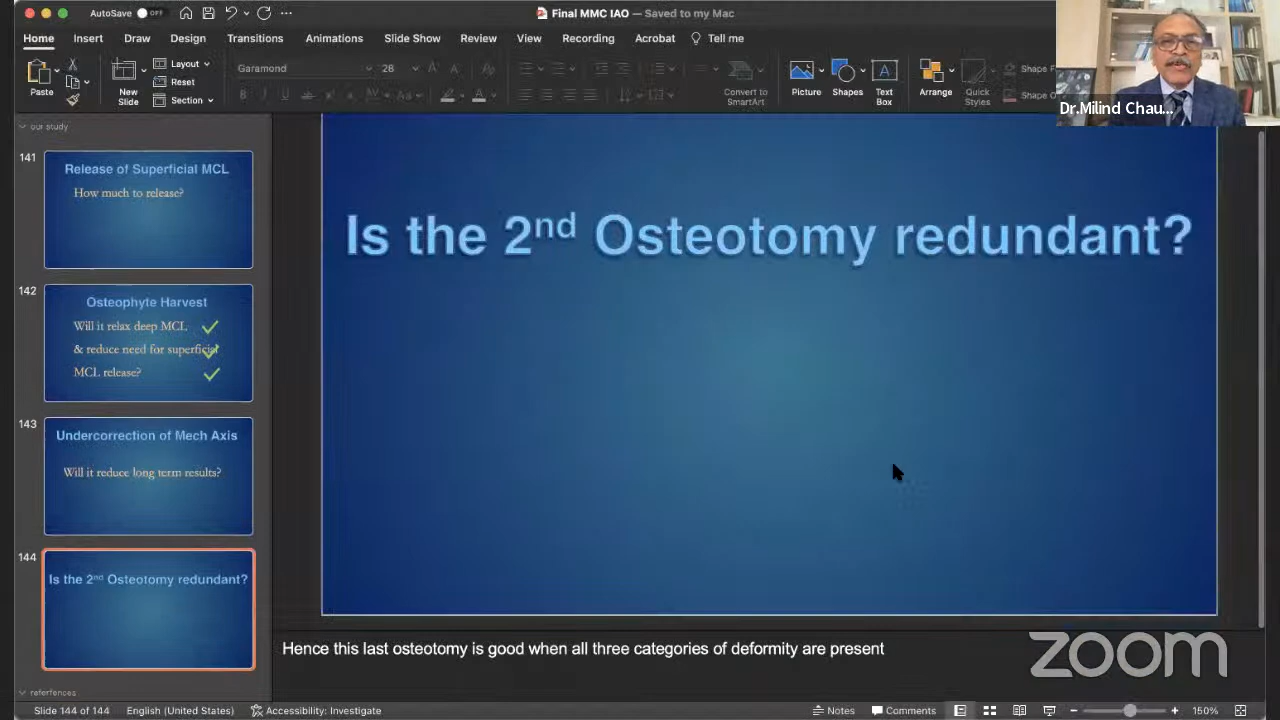 AutoSave OFF
Final MMC IAO — Saved to my Mac
Home Insert Draw Design Transitions Animations Slide Show Review View Recording Acrobat Tell me
Paste
New
Slide
Layout
Reset
Section
Garamond 28
Convert to
SmartArt
Picture
Shapes
Text
Box
Arrange
Quick
Styles
Shape
Shape
Dr.Milind Chau...
our study
141
Release of Superficial MCL
How much to release?
142
Osteophyte Harvest
Will it relax deep MCL
& reduce need for superficial
MCL release?
143
Undercorrection of Mech Axis
Will it reduce long term results?
144
Is the 2nd Osteotomy redundant?
referfences
Is the 2nd Osteotomy redundant?
Hence this last osteotomy is good when all three categories of deformity are present
zoom
Slide 144 of 144 English (United States) Accessibility: Investigate Notes Comments 150%